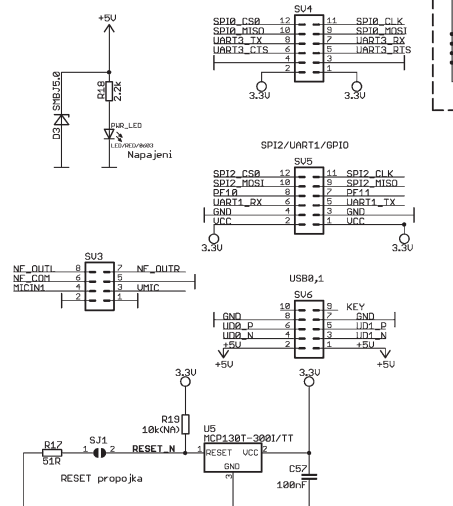 +5V
SMBJ5.0
D3
R18
2.2k
PWR_LED
LED/RED/0603
Napajeni
SV4
SPI0_CS0 12 11 SPI0_CLK
SPI0_MISO 10 9 SPI0_MOSI
UART3_TX 8 7 UART3_RX
UART3_CTS 6 5 UART3_RTS
4 3
2 1
3.3V 3.3V
SPI2/UART1/GPIO
SV5
SPI2_CS0 12 11 SPI2_CLK
SPI2_MOSI 10 9 SPI2_MISO
PE10 8 7 PE11
UART1_RX 6 5 UART1_TX
GND 4 3 GND
VCC 2 1 VCC
3.3V 3.3V
SV3
NF_OUTL 8 7 NF_OUTR
NF_COM 6 5
MICIN1 4 3 VMIC
2 1
USB0,1
SV6
10 9 KEY
GND 8 7 GND
UD0_P 6 5 UD1_P
UD0_N 4 3 UD1_N
+5V 2 1 +5V
+5V +5V
3.3V 3.3V
R19
10k(NA)
U5
MCP130T-300I/TT
R17
51R
SJ1
1 2
RESET_N
1 RESET VCC 2
GND
3
C57
100nF
RESET propojka